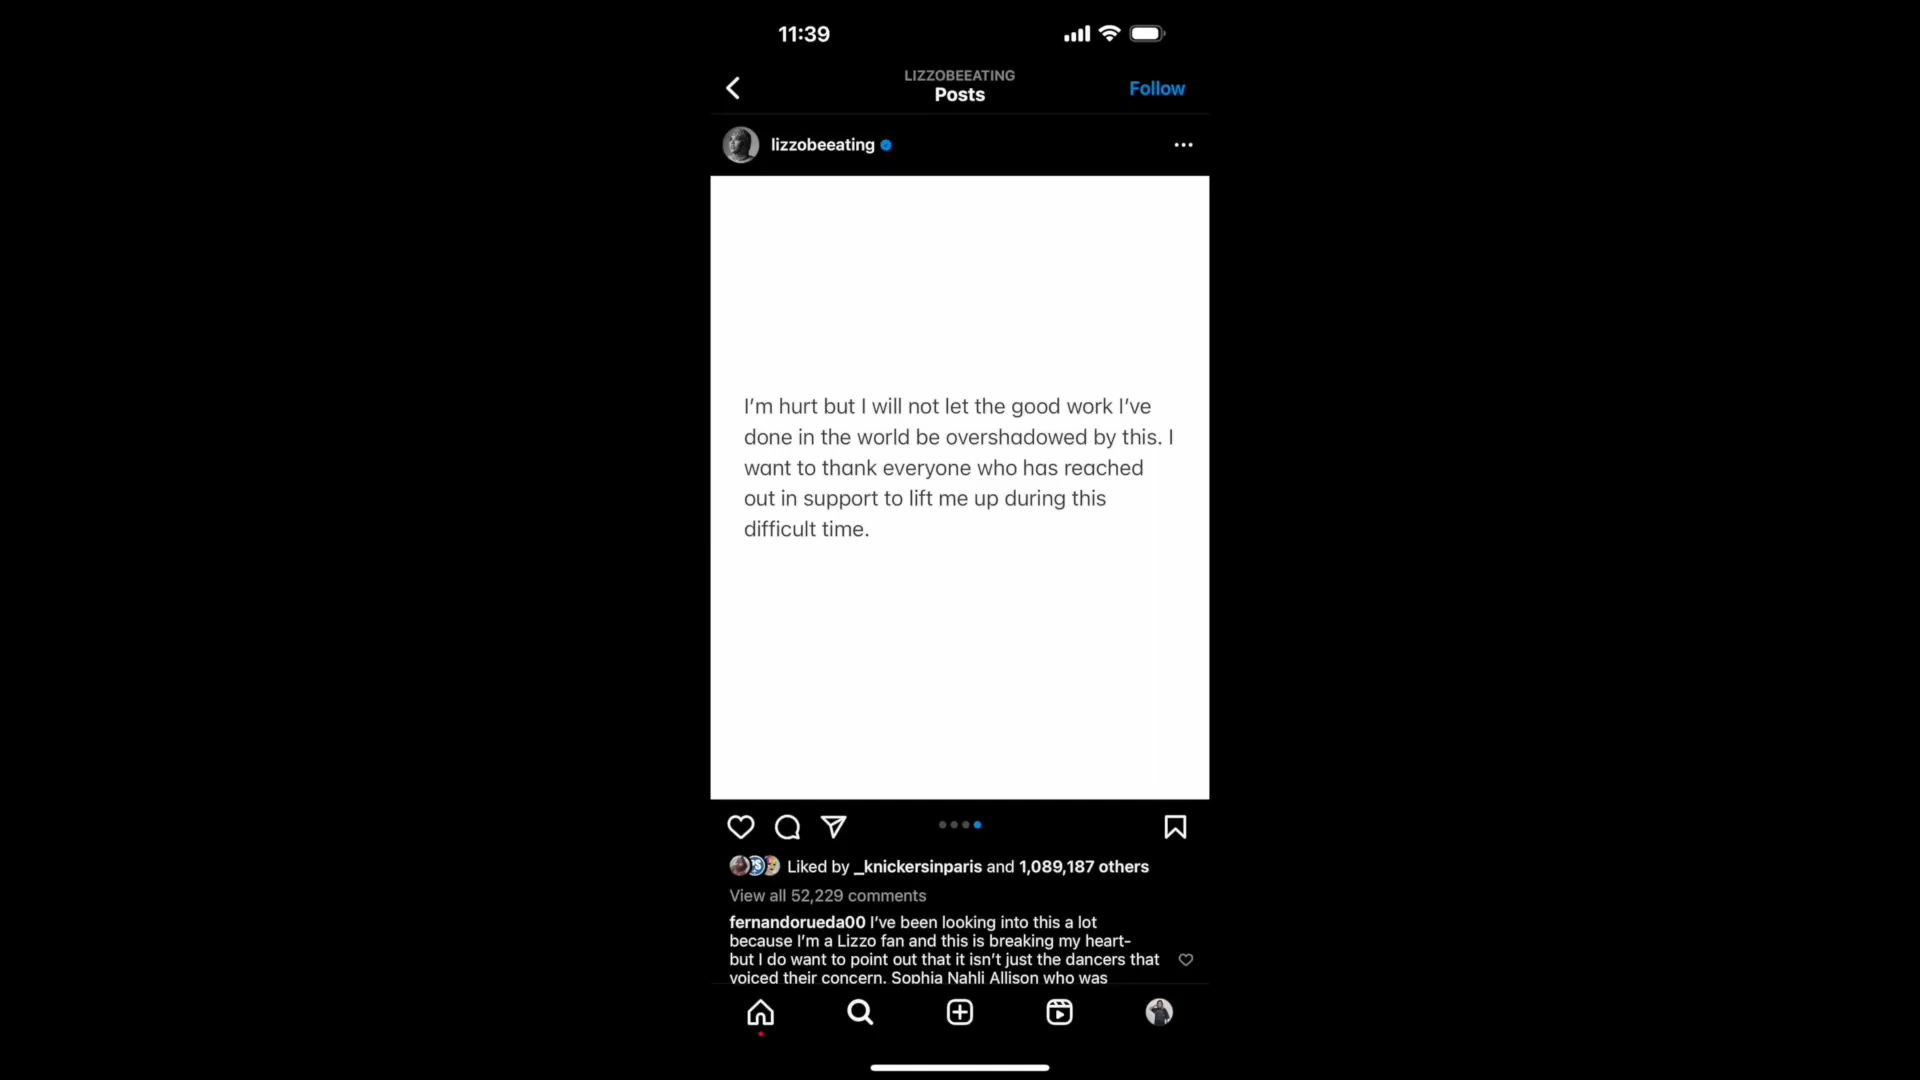 11:39
LIZZOBEEATING
Posts
Follow
lizzobeeating
I'm hurt but I will not let the good work I've
done in the world be overshadowed by this. I
want to thank everyone who has reached
out in support to lift me up during this
difficult time.
Liked by _knickersinparis and 1,089,187 others
View all 52,229 comments
fernandorueda00 I've been looking into this a lot
because I'm a Lizzo fan and this is breaking my heart-
but I do want to point out that it isn't just the dancers that
voiced their concern. Sophia Nahli Allison who was